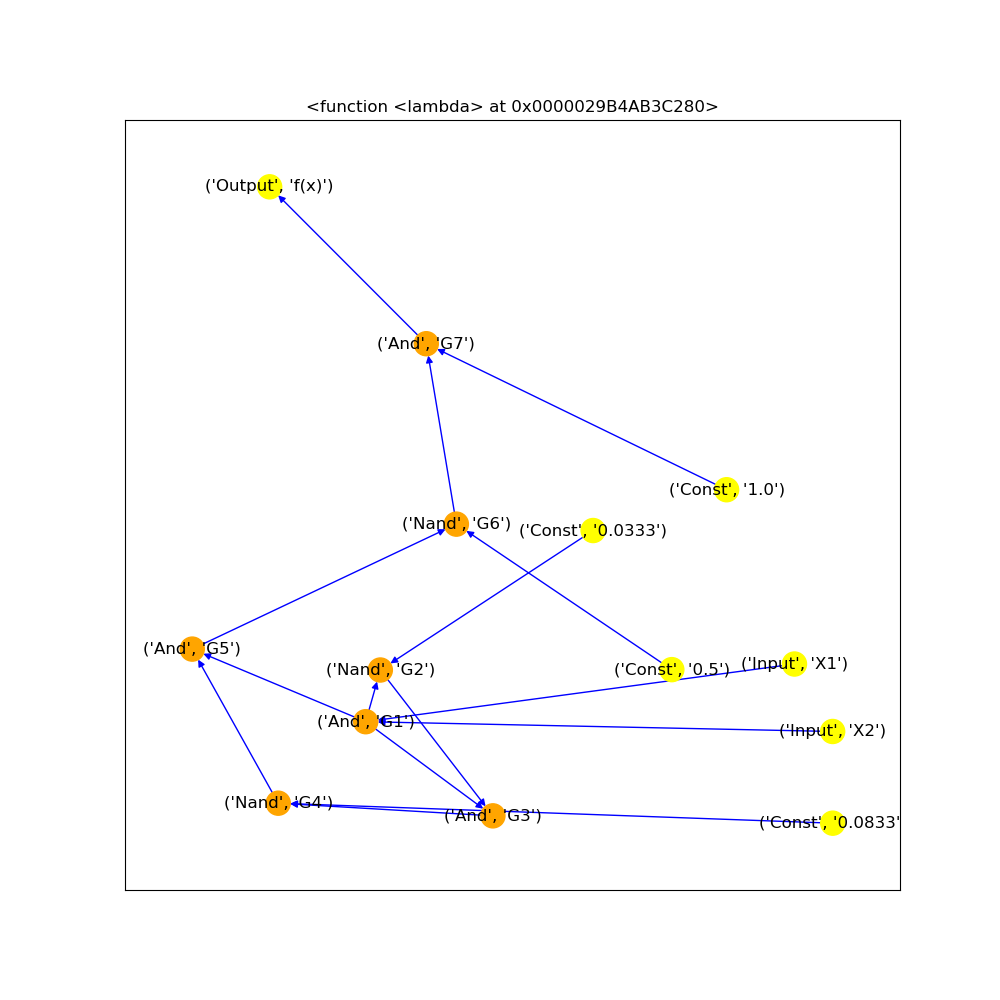 <function <lambda> at 0x0000029B4AB3C280>
('Output', 'f(x)')
('And', 'G7')
('Const', '1.0')
('Nand', 'G6')
('Const', '0.0333')
('And', 'G5')
('Nand', 'G2')
('Const', '0.5')
('Input', 'X1')
('And', 'G1')
('Input', 'X2')
('Nand', 'G4')
('And', 'G3')
('Const', '0.0833'